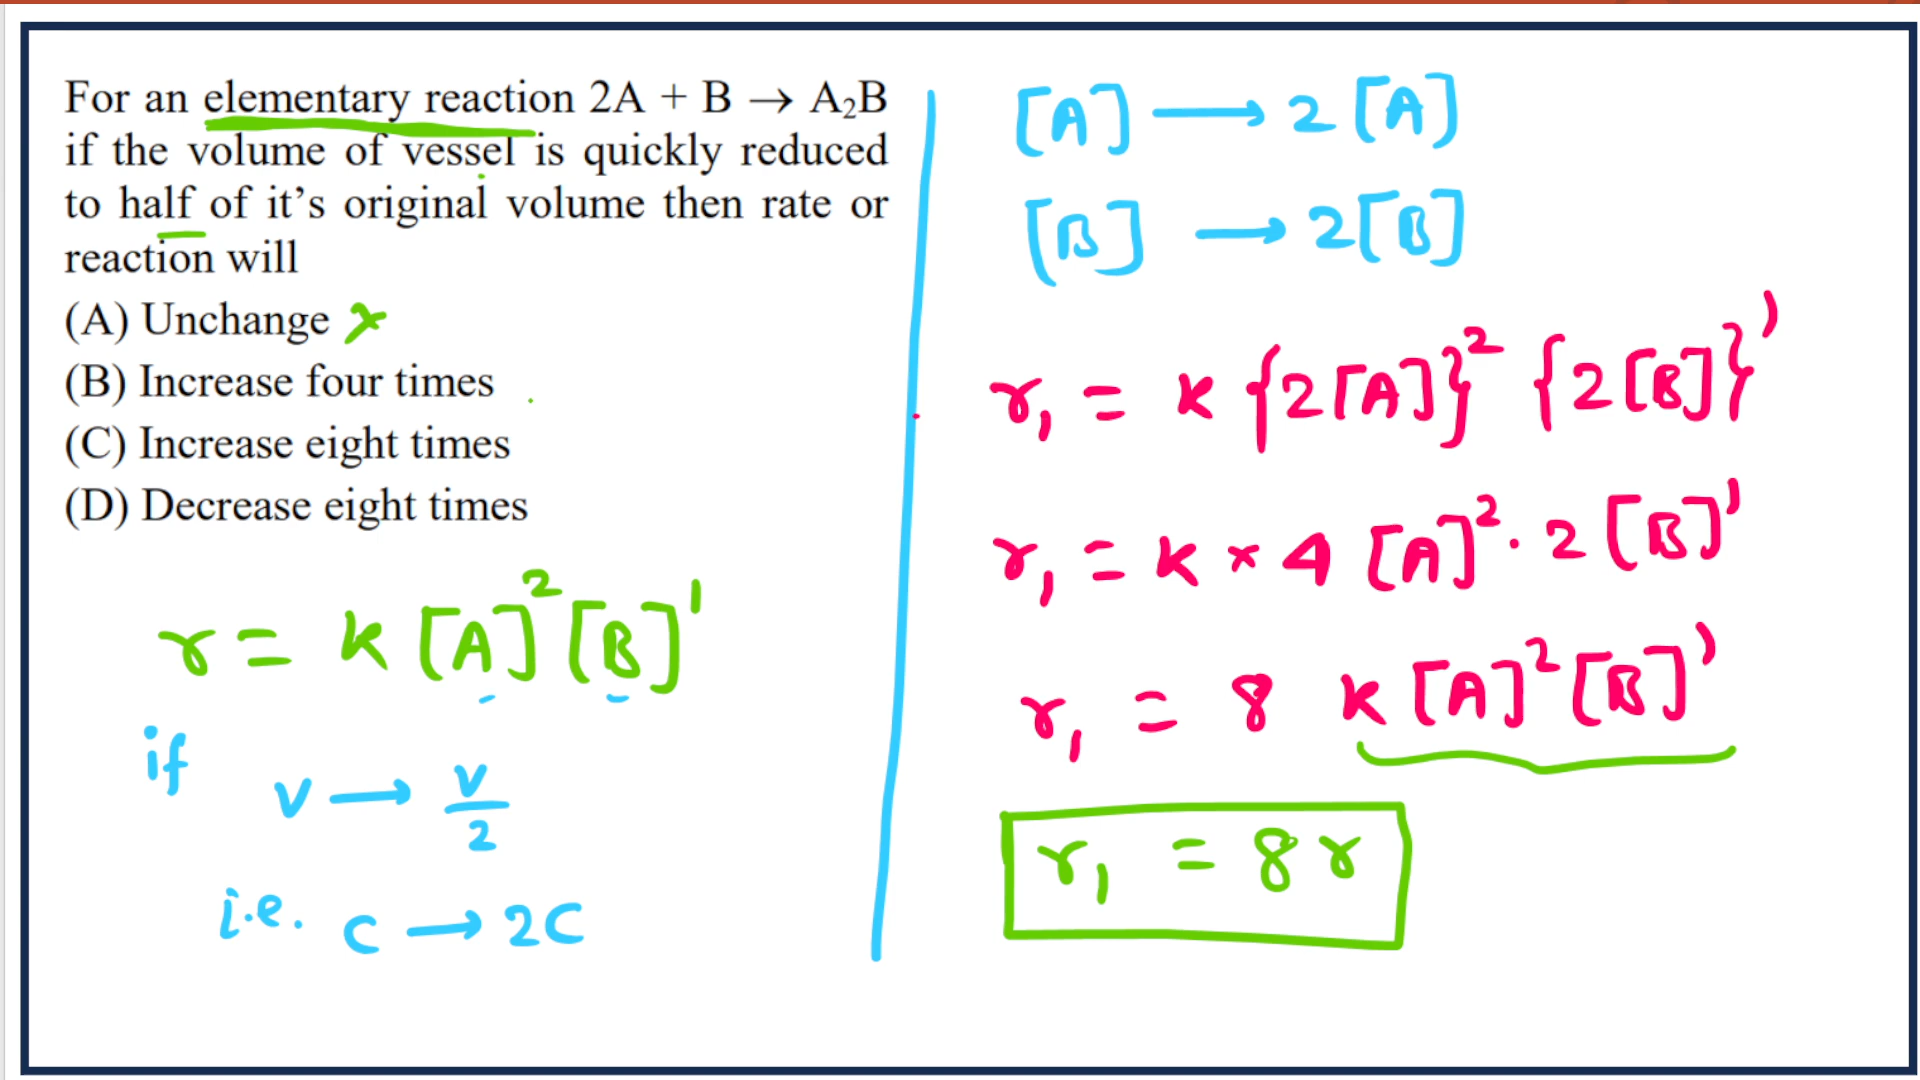 For an elementary reaction 2A + B → A₂B
if the volume of vessel is quickly reduced
to half of it’s original volume then rate or
reaction will
(A) Unchange ✗
(B) Increase four times
(C) Increase eight times
(D) Decrease eight times
r = K [A]² [B]¹
if
V → V/2
i.e. C → 2C
[A] → 2 [A]
[B] → 2 [B]
r₁ = K {2[A]}² {2[B]}¹
r₁ = K × 4 [A]² · 2 [B]¹
r₁ = 8 K [A]² [B]¹
r₁ = 8 r